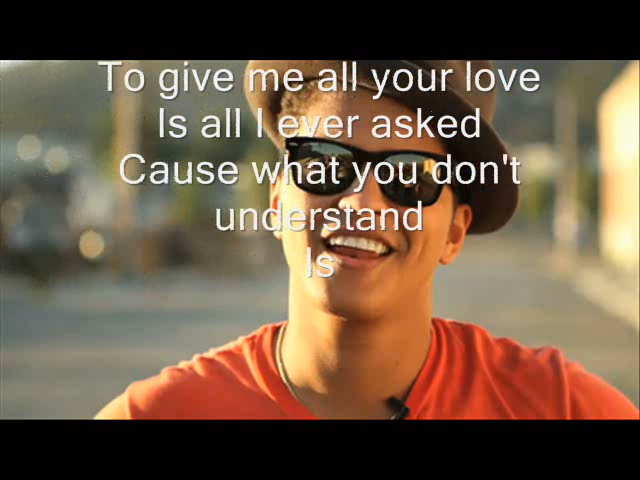 To give me all your love
Is all I ever asked
Cause what you don't
understand
Is